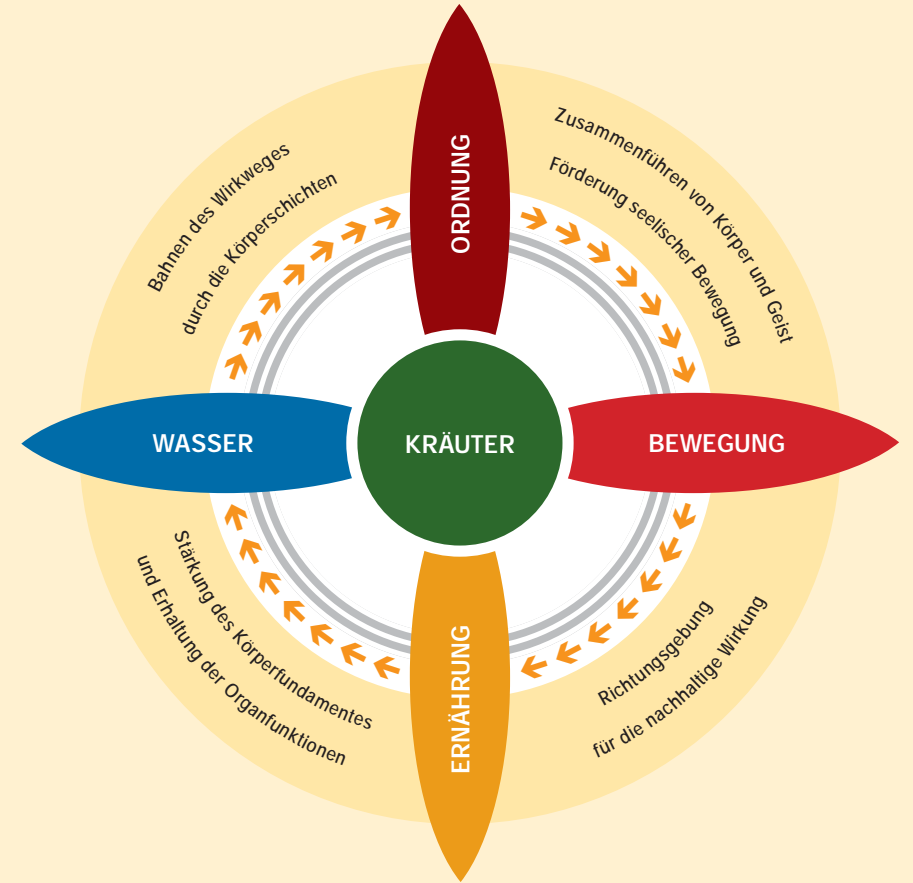 ORDNUNG
Zusammenführen von Körper und Geist
Förderung seelischer Bewegung
Bahnen des Wirkweges
durch die Körperschichten
WASSER
KRÄUTER
BEWEGUNG
Stärkung des Körperfundamentes
und Erhaltung der Organfunktionen
ERNÄHRUNG
Richtungsgebung
für die nachhaltige Wirkung